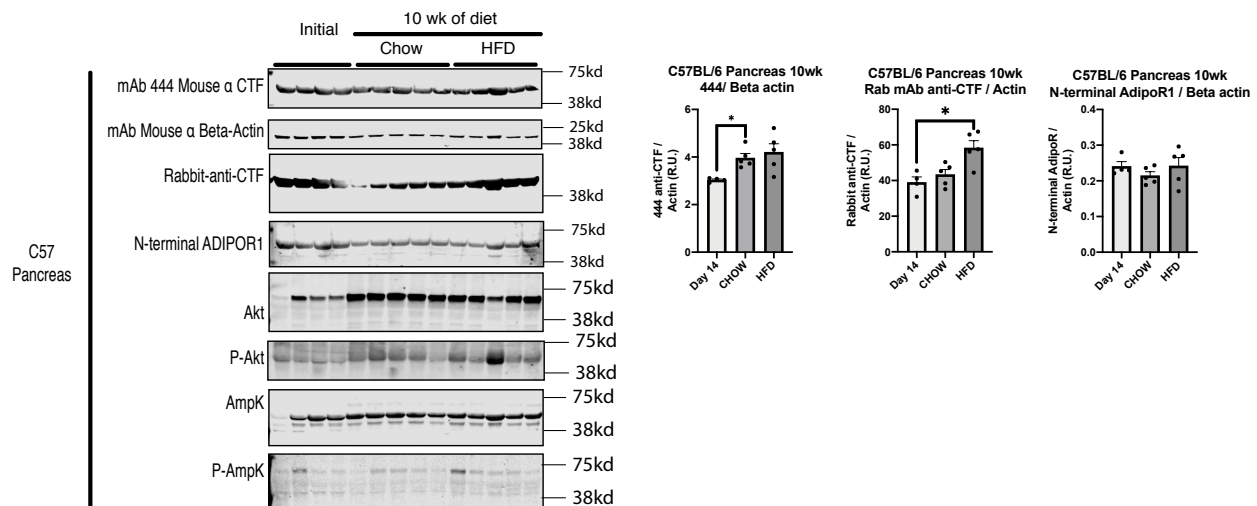 10 wk of diet
Initial
Chow
HFD
C57
Pancreas
mAb 444 Mouse α CTF
75kd
38kd
mAb Mouse α Beta-Actin
25kd
38kd
Rabbit-anti-CTF
38kd
N-terminal ADIPOR1
75kd
38kd
Akt
75kd
38kd
P-Akt
75kd
38kd
AmpK
75kd
38kd
P-AmpK
75kd
38kd
C57BL/6 Pancreas 10wk
444/ Beta actin
444 anti-CTF /
Actin (R.U.)
6
4
2
0
*
Day 14
CHOW
HFD
C57BL/6 Pancreas 10wk
Rab mAb anti-CTF / Actin
Rabbit anti-CTF /
Actin (R.U.)
80
60
40
20
0
*
Day 14
CHOW
HFD
C57BL/6 Pancreas 10wk
N-terminal AdipoR1 / Beta actin
N-terminal AdipoR /
Actin (R.U.)
0.4
0.3
0.2
0.1
0.0
Day 14
CHOW
HFD